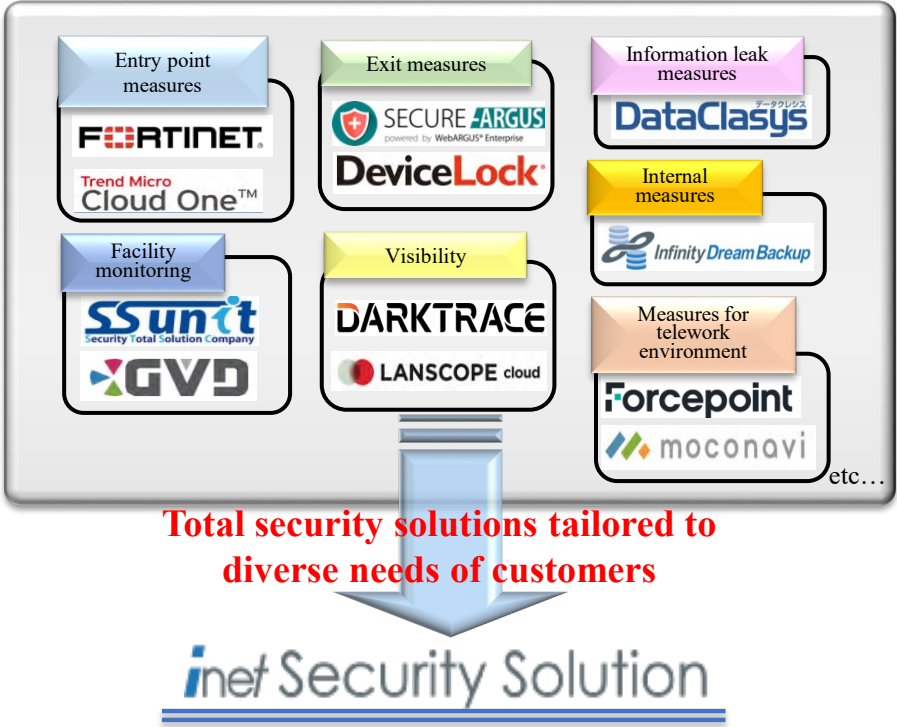 Entry point
measures
FORTINET®
Trend Micro
Cloud One™
Exit measures
SECURE ARGUS
powered by WebARGUS® Enterprise
DeviceLock®
Information leak
measures
データクレシス
DataClasys
Internal
measures
Infinity Dream Backup
Facility
monitoring
SSunit
Security Total Solution Company
GVD
Visibility
DARKTRACE
LANSCOPE cloud
Measures for
telework
environment
Forcepoint
moconavi
etc…
Total security solutions tailored to
diverse needs of customers
inet Security Solution